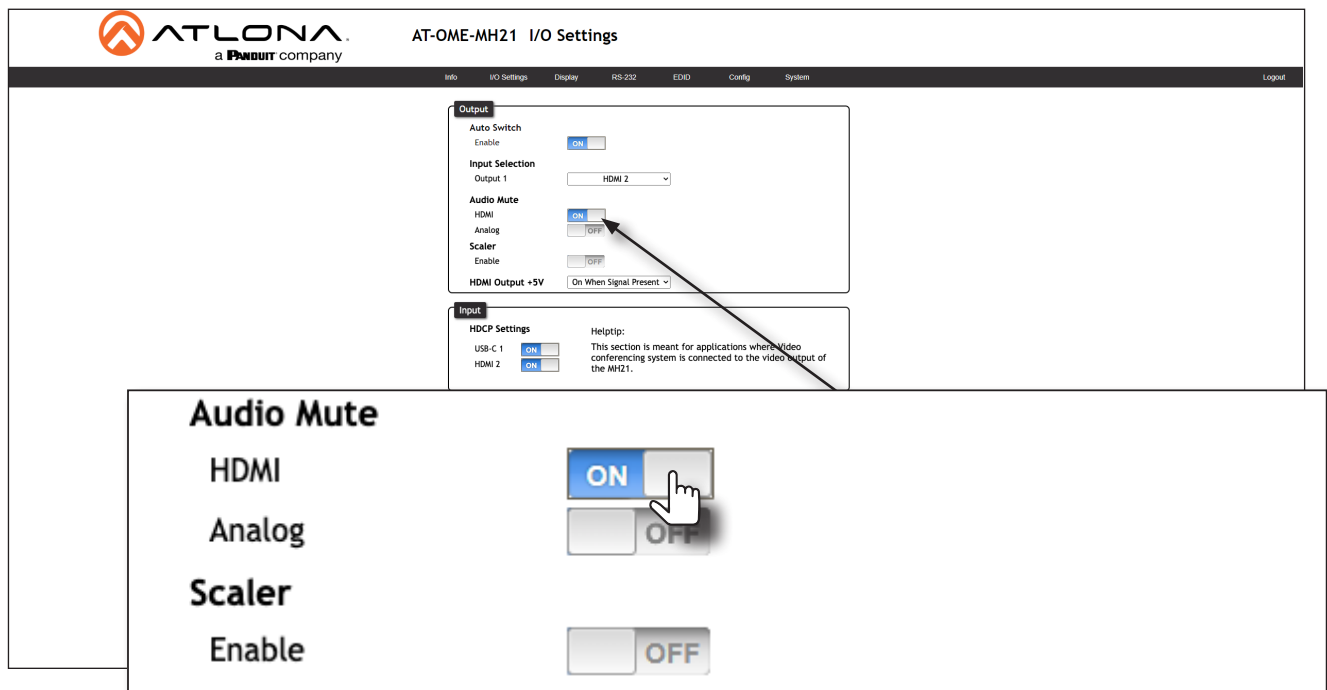 ATLONA.
a PANDUIT company
AT-OME-MH21 I/O Settings
Info I/O Settings Display RS-232 EDID Config System Logout
Output
Auto Switch
Enable ON
Input Selection
Output 1 HDMI 2
Audio Mute
HDMI ON
Analog OFF
Scaler
Enable OFF
HDMI Output +5V On When Signal Present
Input
HDCP Settings
USB-C 1 ON
HDMI 2 ON
Helptip:
This section is meant for applications where Video
conferencing system is connected to the video output of
the MH21.
Audio Mute
HDMI ON
Analog OFF
Scaler
Enable OFF